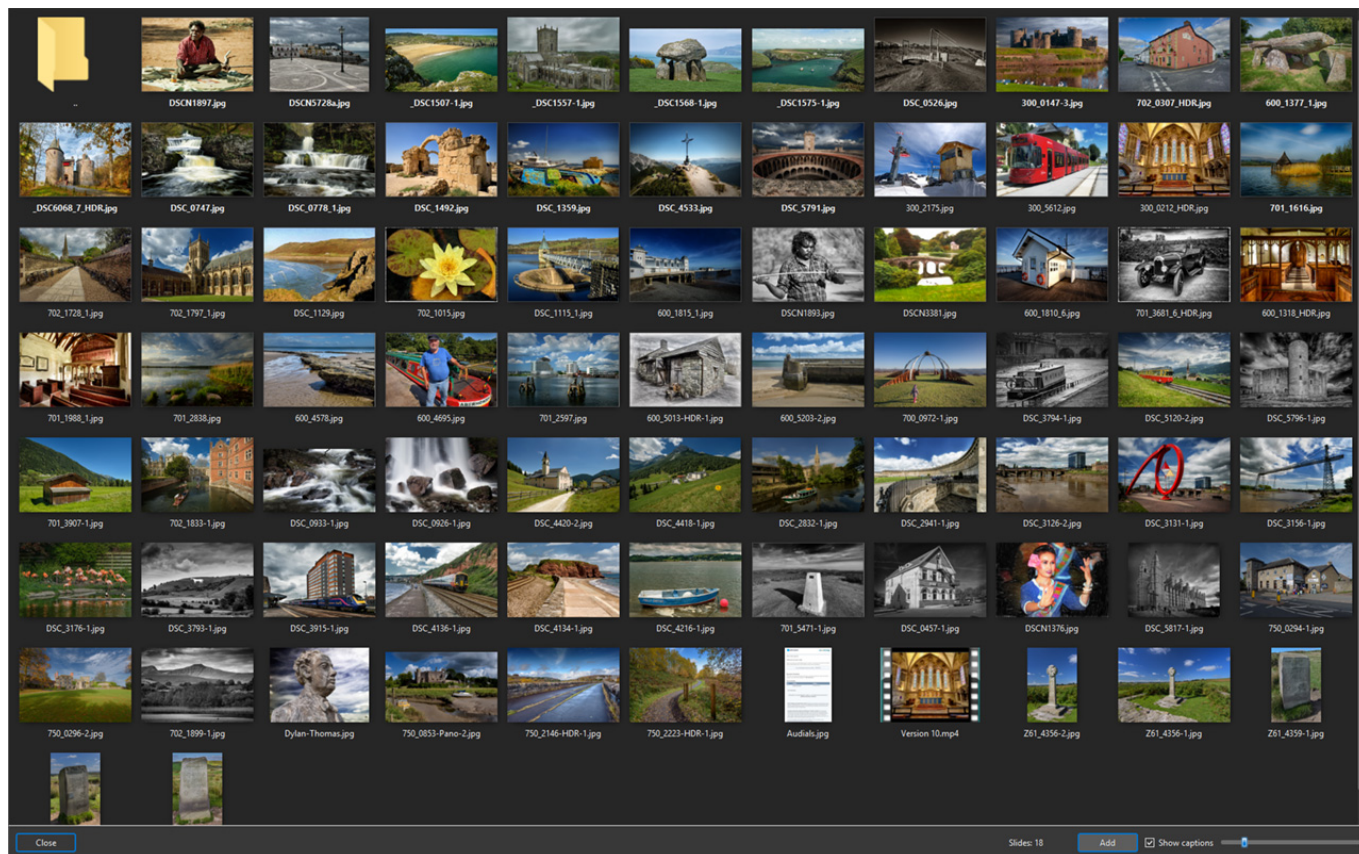 ..
DSCN1897.jpg
DSCN5728a.jpg
_DSC1507-1.jpg
_DSC1557-1.jpg
_DSC1568-1.jpg
_DSC1575-1.jpg
DSC_0526.jpg
300_0147-3.jpg
702_0307_HDR.jpg
600_1377_1.jpg
_DSC6068_7_HDR.jpg
DSC_0747.jpg
DSC_0778_1.jpg
DSC_1492.jpg
DSC_1359.jpg
DSC_4533.jpg
DSC_5791.jpg
300_2175.jpg
300_5612.jpg
300_0212_HDR.jpg
701_1616.jpg
702_1728_1.jpg
702_1797_1.jpg
DSC_1129.jpg
702_1015.jpg
DSC_1115_1.jpg
600_1815_1.jpg
DSCN1893.jpg
DSCN3381.jpg
600_1810_6.jpg
701_3681_6_HDR.jpg
600_1318_HDR.jpg
701_1988_1.jpg
701_2838.jpg
600_4578.jpg
600_4695.jpg
701_2597.jpg
600_5013-HDR-1.jpg
600_5203-2.jpg
700_0972-1.jpg
DSC_3794-1.jpg
DSC_5120-2.jpg
DSC_5796-1.jpg
701_3907-1.jpg
702_1833-1.jpg
DSC_0933-1.jpg
DSC_0926-1.jpg
DSC_4420-2.jpg
DSC_4418-1.jpg
DSC_2832-1.jpg
DSC_2941-1.jpg
DSC_3126-2.jpg
DSC_3131-1.jpg
DSC_3156-1.jpg
DSC_3176-1.jpg
DSC_3793-1.jpg
DSC_3915-1.jpg
DSC_4136-1.jpg
DSC_4134-1.jpg
DSC_4216-1.jpg
701_5471-1.jpg
DSC_0457-1.jpg
DSCN1376.jpg
DSC_5817-1.jpg
750_0294-1.jpg
750_0296-2.jpg
702_1899-1.jpg
Dylan-Thomas.jpg
750_0853-Pano-2.jpg
750_2146-HDR-1.jpg
750_2223-HDR-1.jpg
Audials.jpg
Version 10.mp4
Z61_4356-2.jpg
Z61_4356-1.jpg
Z61_4359-1.jpg
Close
Slides: 18
Add
Show captions